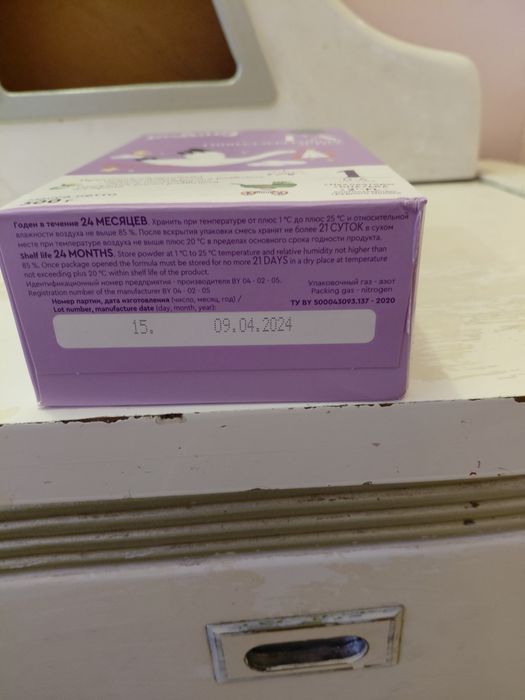 1
Годен в течение 24 МЕСЯЦЕВ. Хранить при температуре от плюс 1 °C до плюс 25 °C и относительной
влажности воздуха не выше 85 %. После вскрытия упаковки смесь хранят не более 21 СУТОК в сухом
месте при температуре воздуха не выше плюс 20 °C в пределах основного срока годности продукта.
Shelf life 24 MONTHS. Store powder at 1 °C to 25 °C temperature and relative humidity not higher than
85 %. Once package opened the formula must be stored for no more 21 DAYS in a dry place at temperature
not exceeding plus 20 °C within shelf life of the product.
Идентификационный номер предприятия - производителя BY 04 - 02 - 05.
Registration number of the manufacturer BY 04 - 02 - 05
Упаковочный газ - азот
Packing gas - nitrogen
Номер партии, дата изготовления (число, месяц, год) /
Lot number, manufacture date (day, month, year):
ТУ BY 500043093.137 - 2020
15. 09.04.2024